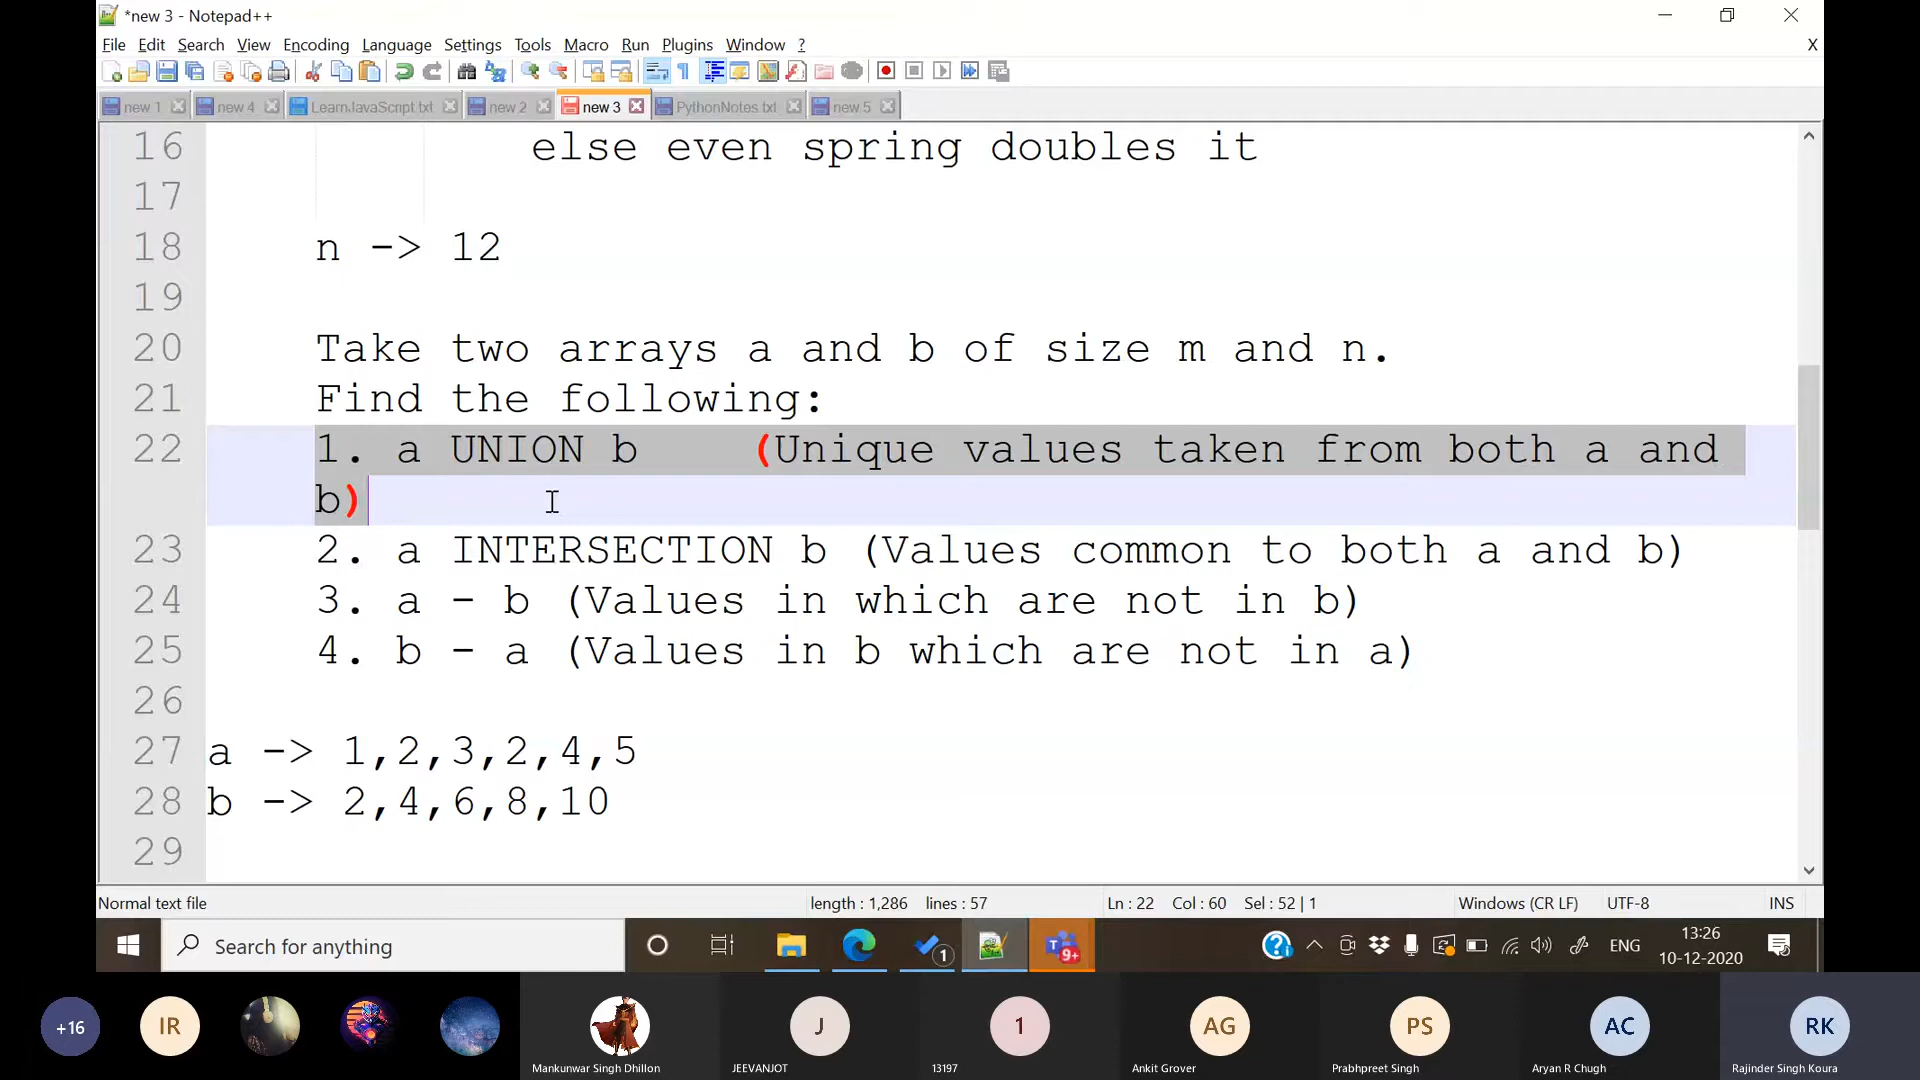 *new 3 - Notepad++
File Edit Search View Encoding Language Settings Tools Macro Run Plugins Window ? X
new 1 new 4 LearnJavaScript.txt new 2 new 3 PythonNotes.txt new 5
16 else even spring doubles it
17
18 n -> 12
19
20 Take two arrays a and b of size m and n.
21 Find the following:
22 1. a UNION b (Unique values taken from both a and
b)
23 2. a INTERSECTION b (Values common to both a and b)
24 3. a - b (Values in which are not in b)
25 4. b - a (Values in b which are not in a)
26
27 a -> 1,2,3,2,4,5
28 b -> 2,4,6,8,10
29
Normal text file length : 1,286 lines : 57 Ln : 22 Col : 60 Sel : 52 | 1 Windows (CR LF) UTF-8 INS
Search for anything 1 9+ ENG 13:26
10-12-2020
+16 IR J 1 AG PS AC RK
Mankunwar Singh Dhillon JEEVANJOT 13197 Ankit Grover Prabhpreet Singh Aryan R Chugh Rajinder Singh Koura